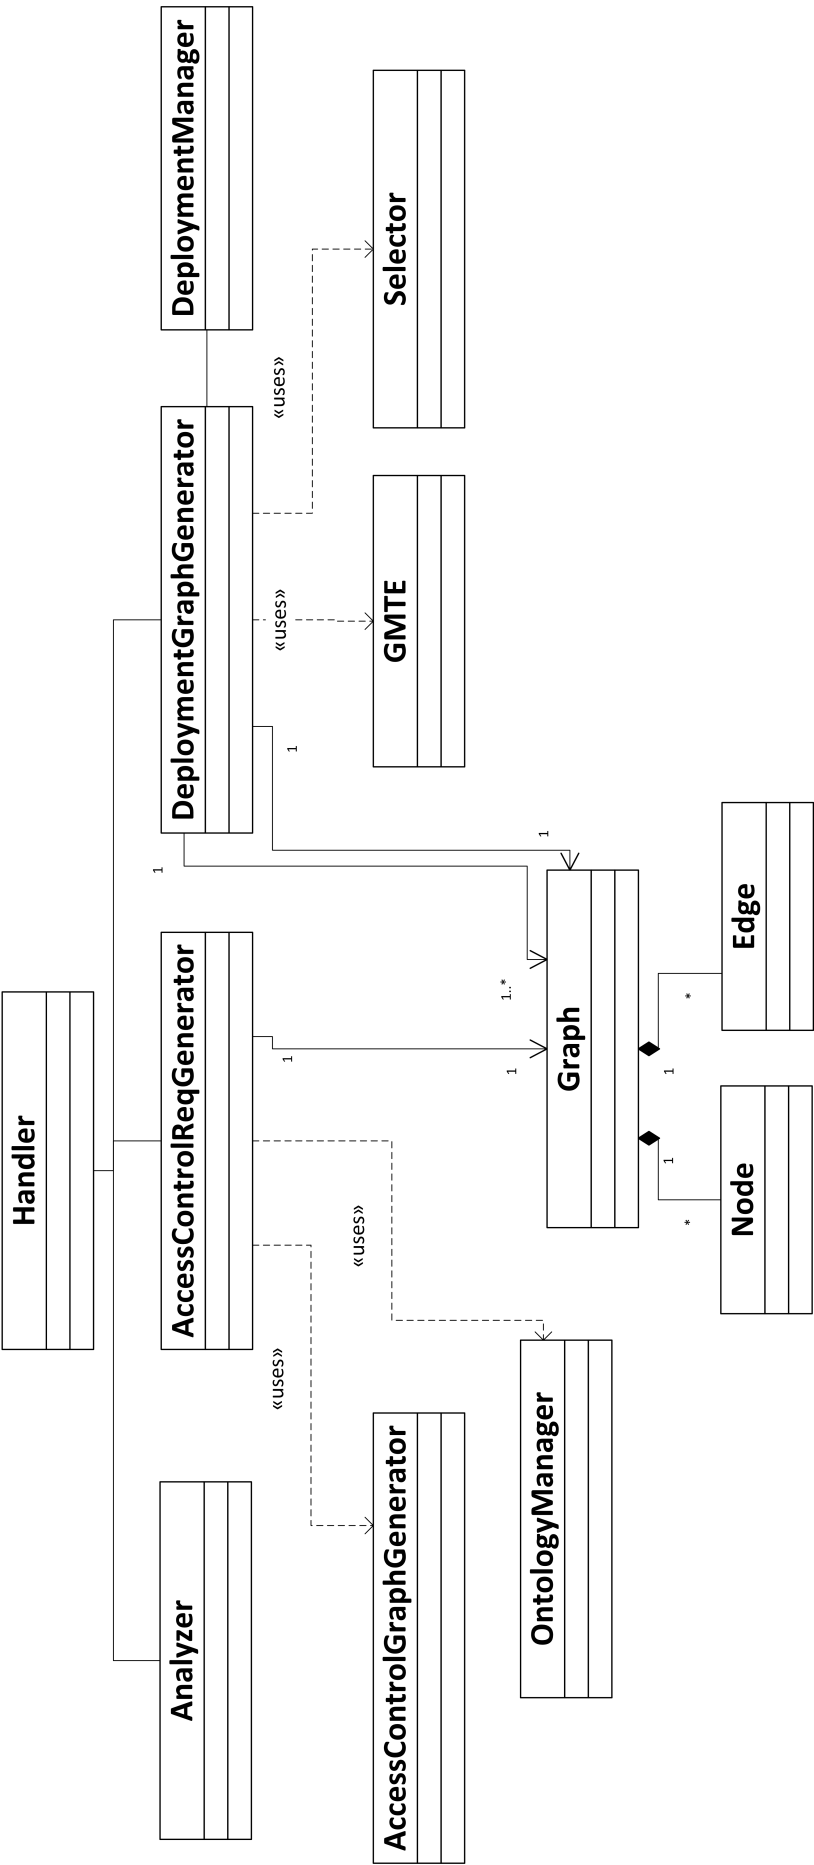 Handler
Analyzer
AccessControlReqGenerator
DeploymentGraphGenerator
DeploymentManager
«uses»
1
1
1
«uses»
«uses»
«uses»
AccessControlGraphGenerator
GMTE
Selector
OntologyManager
1
1..*
1
Graph
1
1
*
*
Node
Edge